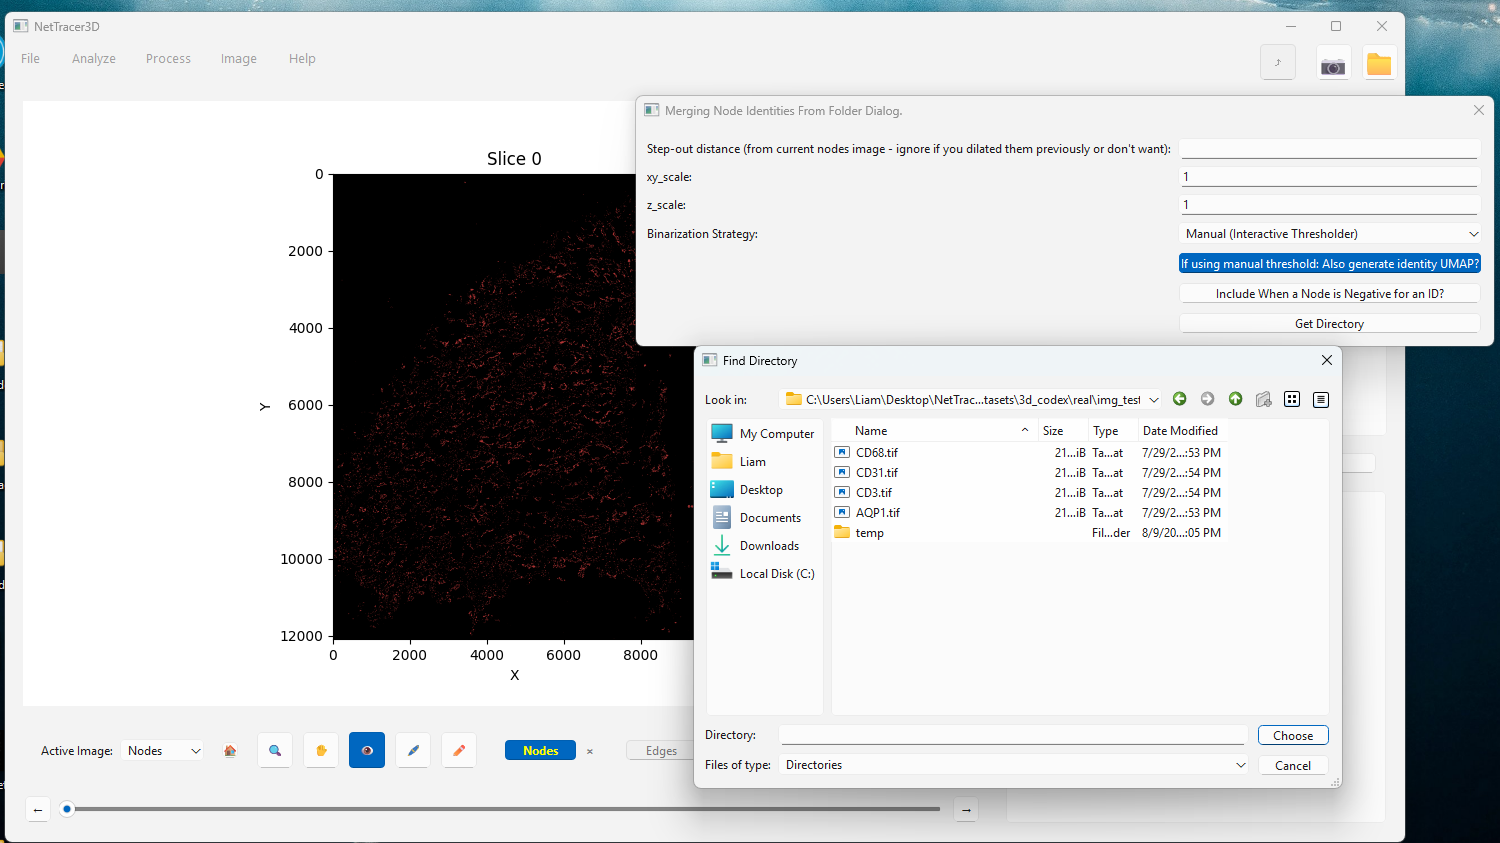 NetTracer3D
File Analyze Process Image Help
Merging Node Identities From Folder Dialog.
Step-out distance (from current nodes image - ignore if you dilated them previously or don't want):
xy_scale: 1
z_scale: 1
Binarization Strategy: Manual (Interactive Thresholder)
If using manual threshold: Also generate identity UMAP?
Include When a Node is Negative for an ID?
Get Directory
Slice 0
0
2000
4000
6000
8000
10000
12000
Y
0 2000 4000 6000 8000
X
Find Directory
Look in: C:\Users\Liam\Desktop\NetTrac...tasets\3d_codex\real\img_test
My Computer
Liam
Desktop
Documents
Downloads
Local Disk (C:)
Name Size Type Date Modified
CD68.tif 21...iB Ta...at 7/29/2...:53 PM
CD31.tif 21...iB Ta...at 7/29/2...:54 PM
CD3.tif 21...iB Ta...at 7/29/2...:54 PM
AQP1.tif 21...iB Ta...at 7/29/2...:53 PM
temp Fil...der 8/9/20...:05 PM
Directory: Choose
Files of type: Directories Cancel
Active Image: Nodes Nodes × Edges